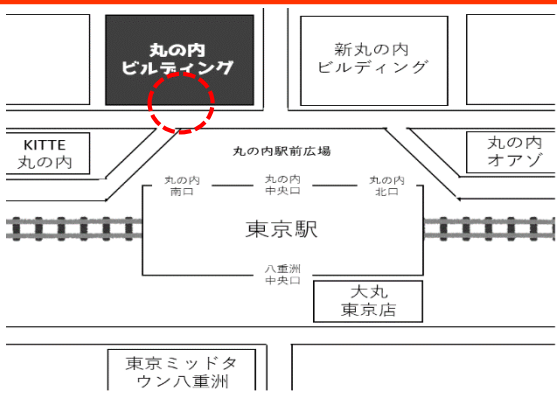 丸の内
ビルディング
新丸の内
ビルディング
KITTE
丸の内
丸の内駅前広場
丸の内
オアゾ
丸の内
南口
丸の内
中央口
丸の内
北口
東京駅
八重洲
中央口
大丸
東京店
東京ミッドタ
ウン八重洲